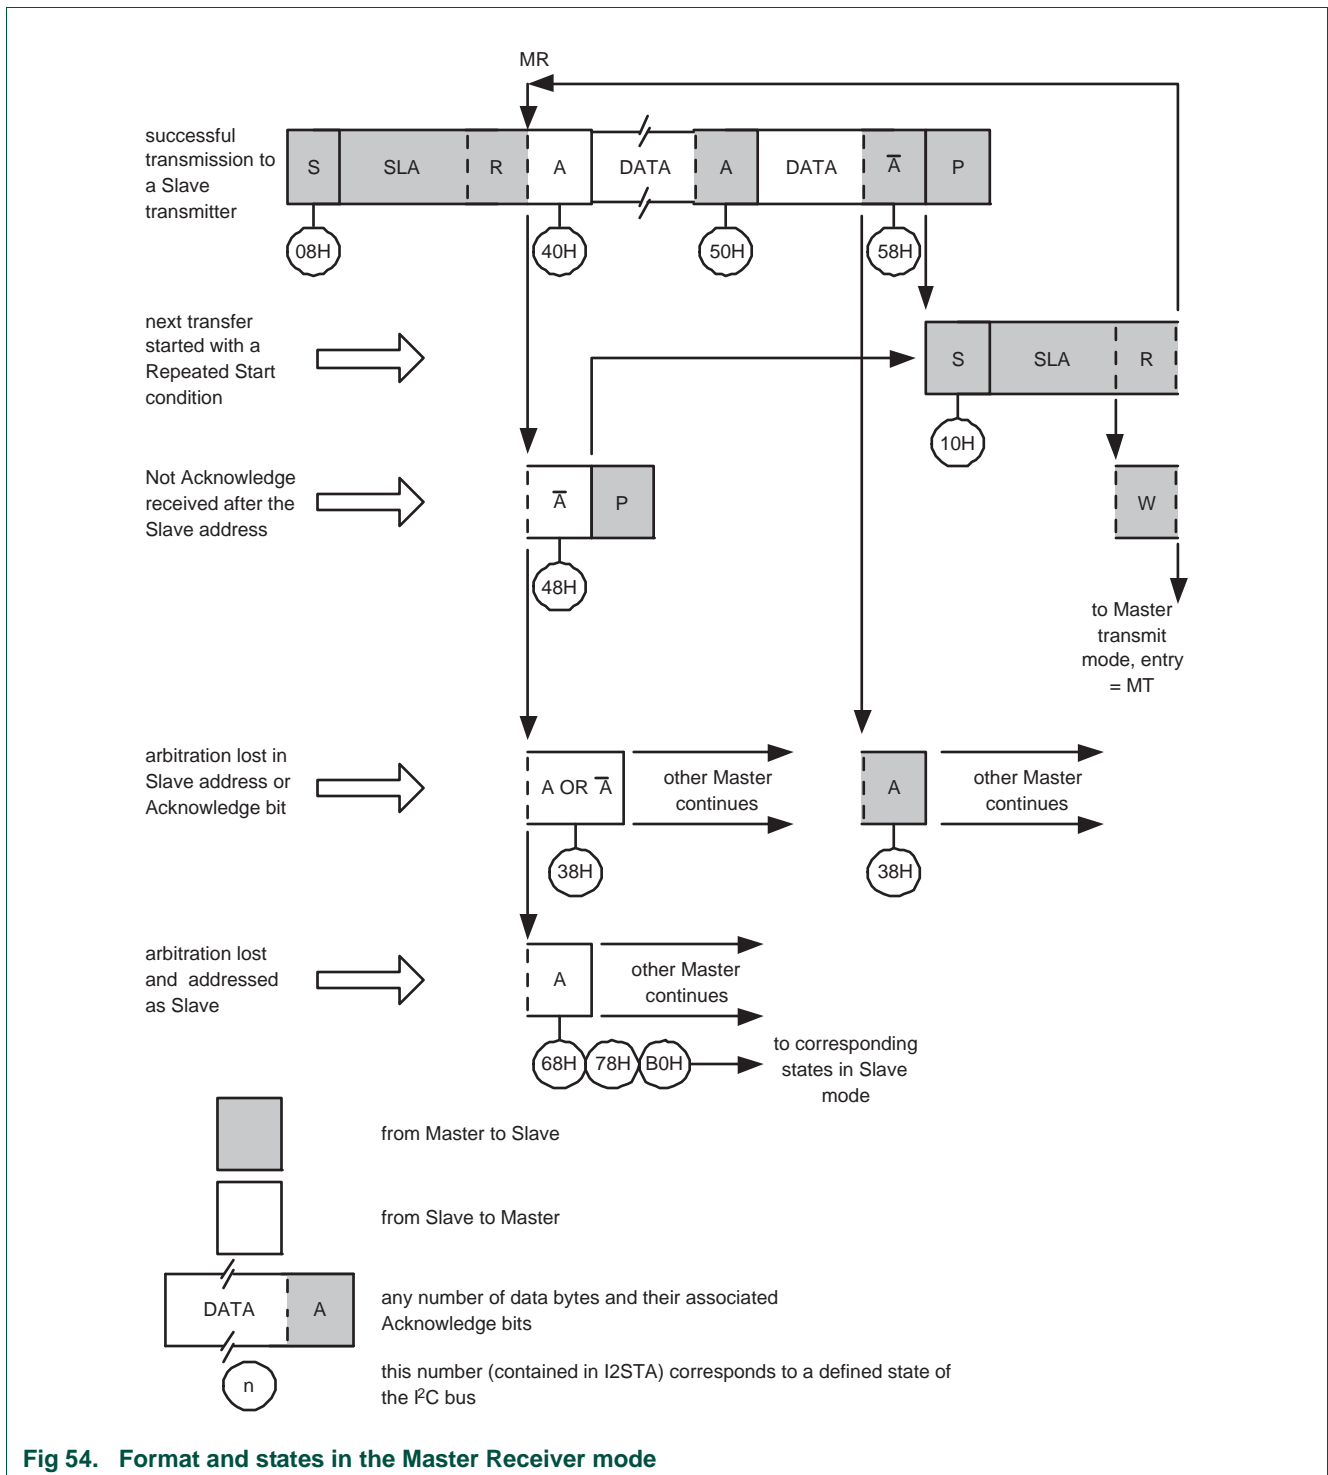 MR
successful
transmission to
a Slave
transmitter
S SLA R A DATA A DATA A̅ P
08H 40H 50H 58H
next transfer
started with a
Repeated Start
condition
S SLA R
10H
Not Acknowledge
received after the
Slave address
A̅ P
W
48H
to Master
transmit
mode, entry
= MT
arbitration lost in
Slave address or
Acknowledge bit
A OR A̅
other Master
continues
A
other Master
continues
38H 38H
arbitration lost
and addressed
as Slave
A
other Master
continues
68H 78H B0H
to corresponding
states in Slave
mode
from Master to Slave
from Slave to Master
DATA A
any number of data bytes and their associated
Acknowledge bits
n
this number (contained in I2STA) corresponds to a defined state of
the I²C bus
Fig 54. Format and states in the Master Receiver mode